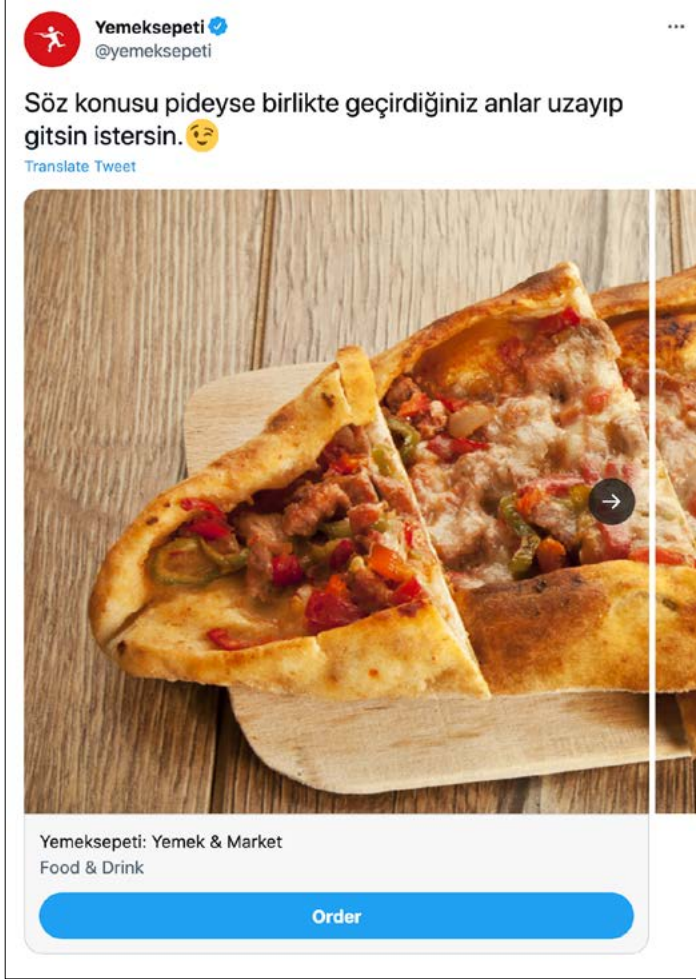 Yemeksepeti
@yemeksepeti
Söz konusu pideyse birlikte geçirdiğiniz anlar uzayıp
gitsin istersin.😉
Translate Tweet
Yemeksepeti: Yemek & Market
Food & Drink
Order